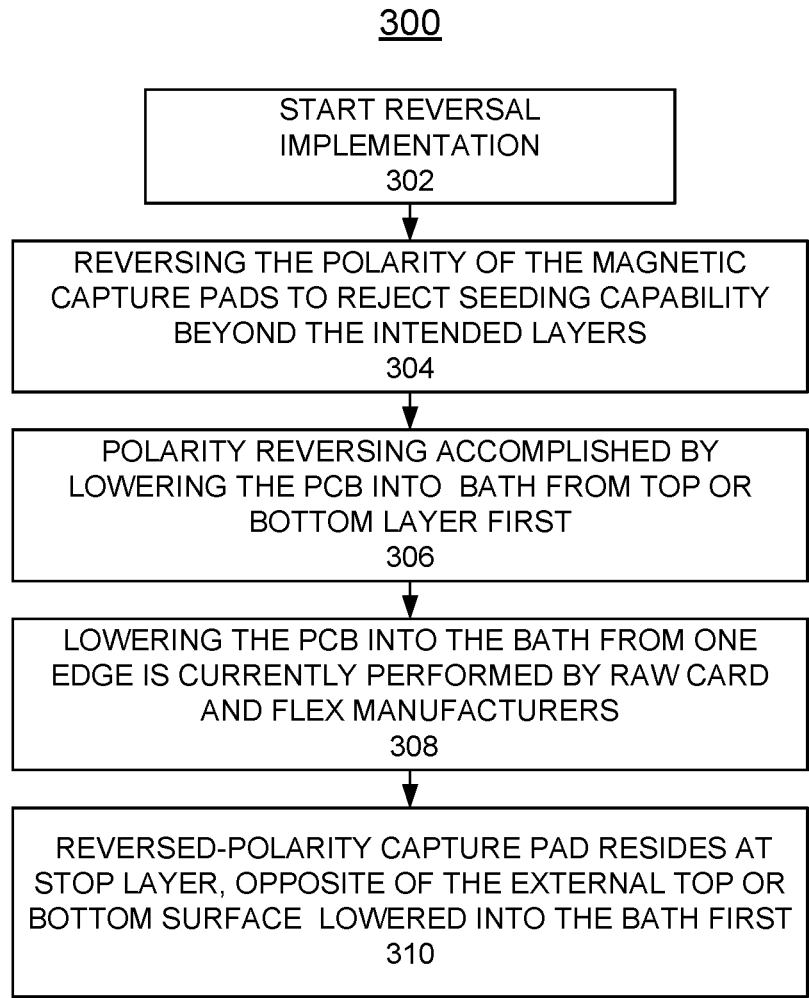 300
START REVERSAL
IMPLEMENTATION
302
REVERSING THE POLARITY OF THE MAGNETIC
CAPTURE PADS TO REJECT SEEDING CAPABILITY
BEYOND THE INTENDED LAYERS
304
POLARITY REVERSING ACCOMPLISHED BY
LOWERING THE PCB INTO BATH FROM TOP OR
BOTTOM LAYER FIRST
306
LOWERING THE PCB INTO THE BATH FROM ONE
EDGE IS CURRENTLY PERFORMED BY RAW CARD
AND FLEX MANUFACTURERS
308
REVERSED-POLARITY CAPTURE PAD RESIDES AT
STOP LAYER, OPPOSITE OF THE EXTERNAL TOP OR
BOTTOM SURFACE LOWERED INTO THE BATH FIRST
310